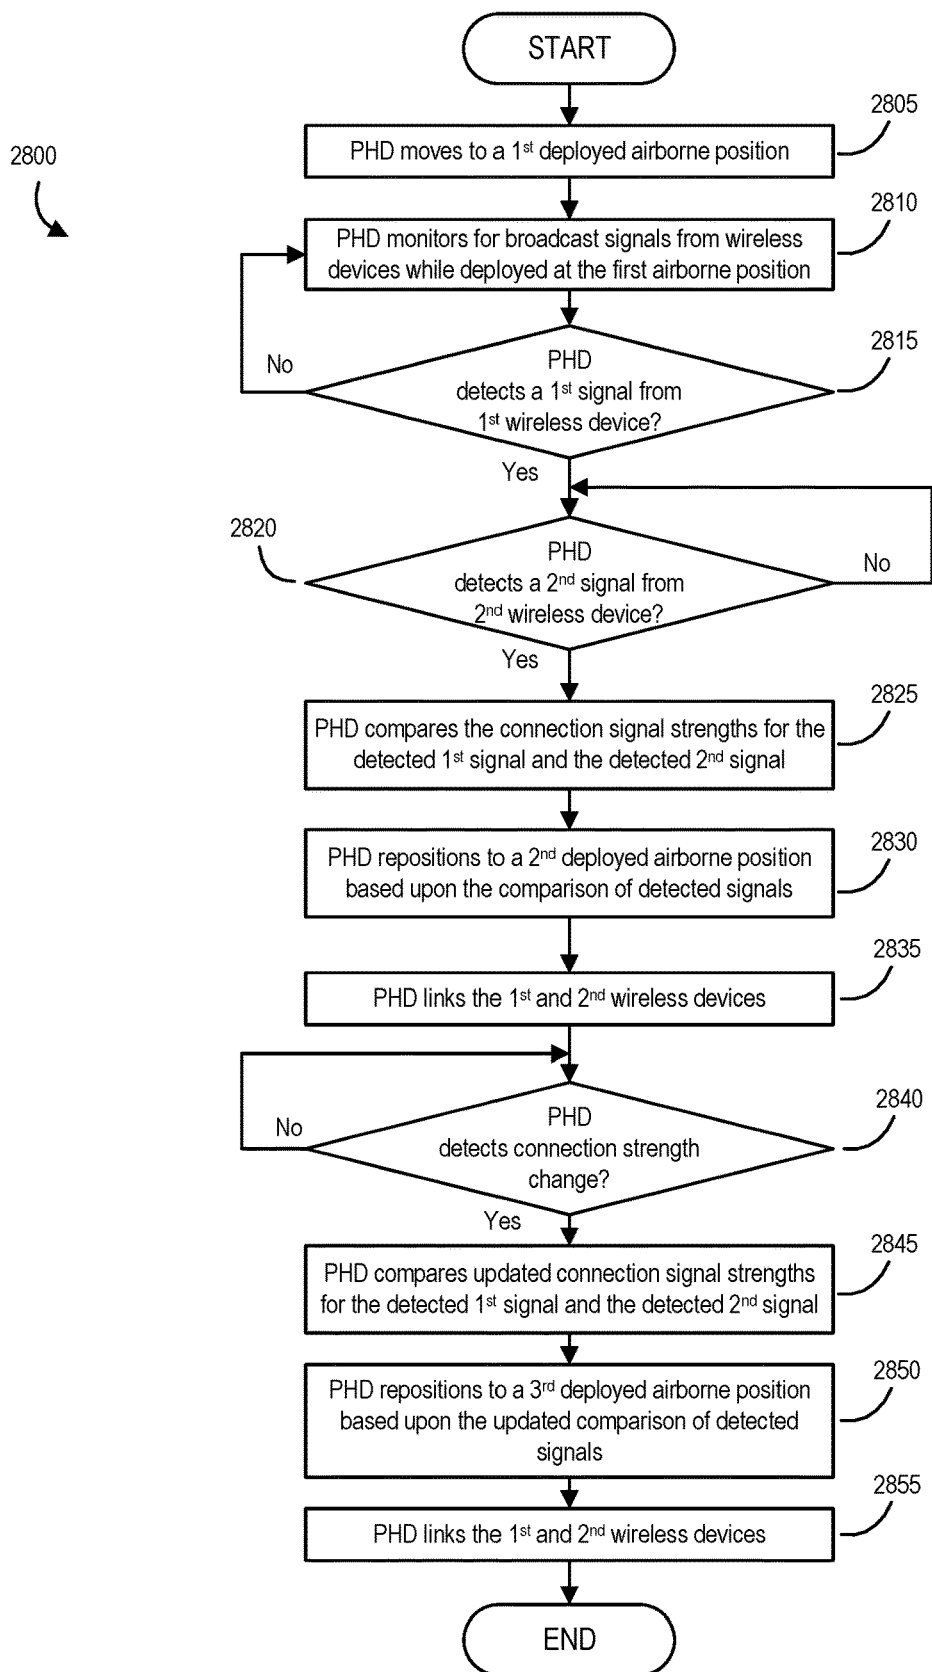 START
2805
PHD moves to a 1st deployed airborne position
2800
2810
PHD monitors for broadcast signals from wireless
devices while deployed at the first airborne position
2815
PHD
detects a 1st signal from
1st wireless device?
No
Yes
2820
PHD
detects a 2nd signal from
2nd wireless device?
No
Yes
2825
PHD compares the connection signal strengths for the
detected 1st signal and the detected 2nd signal
2830
PHD repositions to a 2nd deployed airborne position
based upon the comparison of detected signals
2835
PHD links the 1st and 2nd wireless devices
2840
PHD
detects connection strength
change?
No
Yes
2845
PHD compares updated connection signal strengths
for the detected 1st signal and the detected 2nd signal
2850
PHD repositions to a 3rd deployed airborne position
based upon the updated comparison of detected
signals
2855
PHD links the 1st and 2nd wireless devices
END